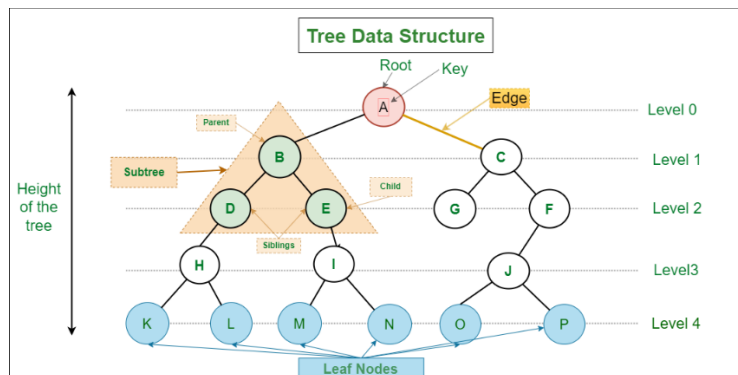 Tree Data Structure
Root
Key
A
Edge
Level 0
Parent
B
C
Level 1
Subtree
Height
of the
tree
D
E
Child
G
F
Level 2
Siblings
H
I
J
Level3
K
L
M
N
O
P
Level 4
Leaf Nodes